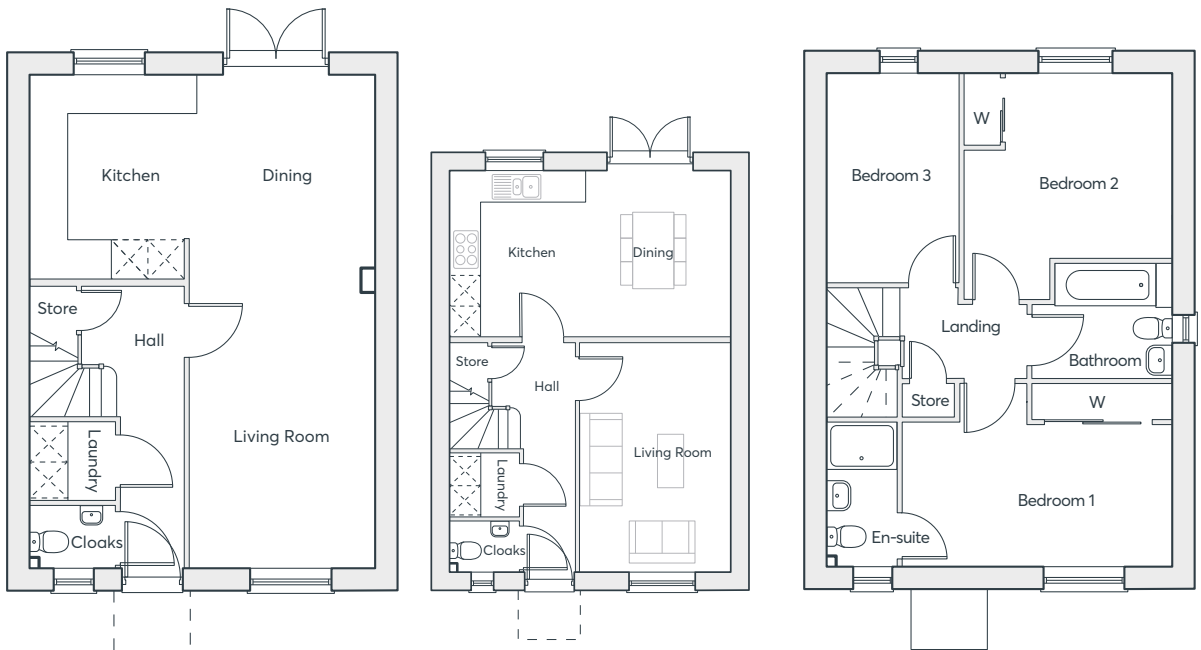 Kitchen
Dining
Store
Hall
Living Room
Laundry
Cloaks
Kitchen
Dining
Store
Hall
Living Room
Laundry
Cloaks
W
Bedroom 3
Bedroom 2
Landing
Bathroom
Store
W
Bedroom 1
En-suite